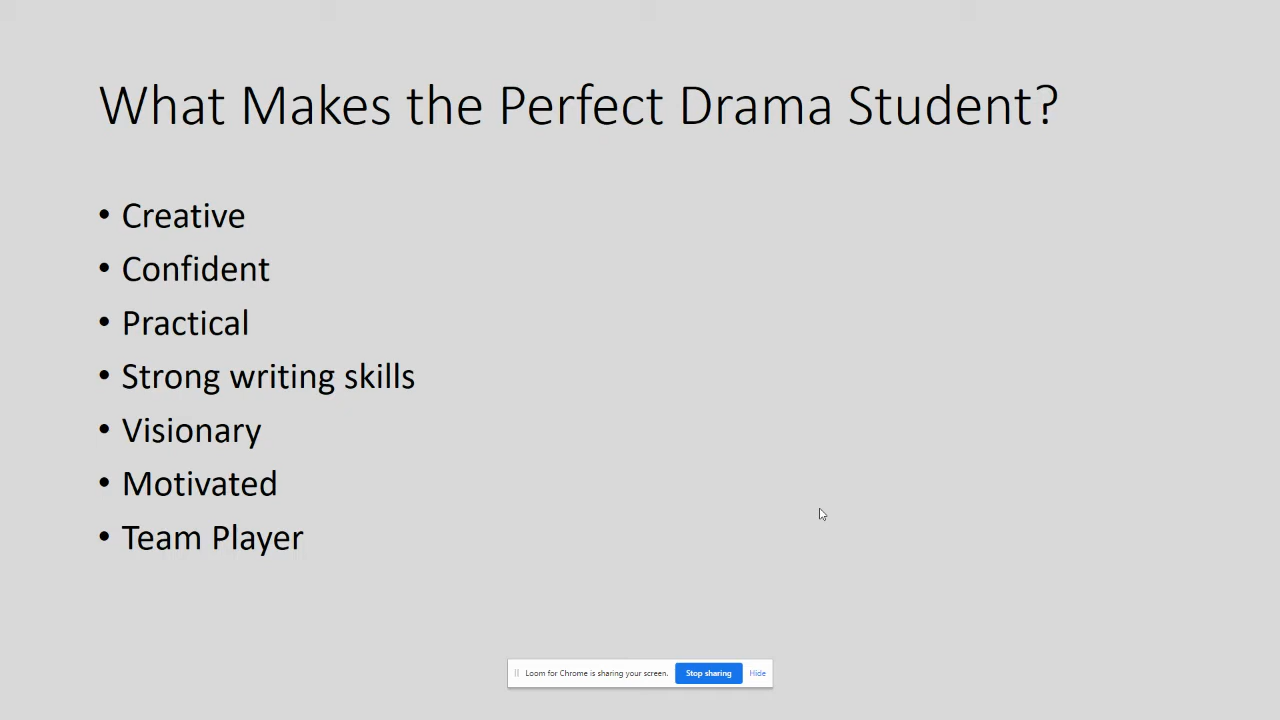 What Makes the Perfect Drama Student?
• Creative
• Confident
• Practical
• Strong writing skills
• Visionary
• Motivated
• Team Player
Loom for Chrome is sharing your screen. Stop sharing Hide